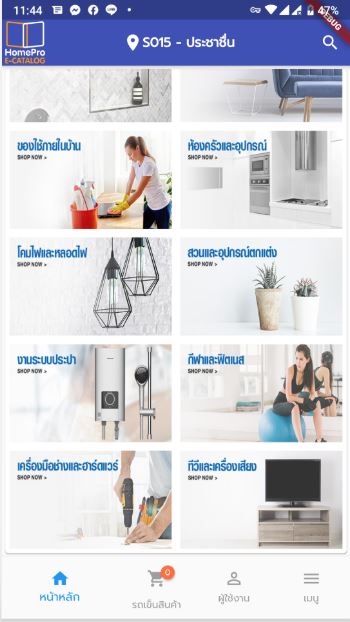 11:44
47%
DEBUG
HomePro
E-CATALOG
S015 - ประชาชื่น
ของใช้ภายในบ้าน
SHOP NOW >
ห้องครัวและอุปกรณ์
SHOP NOW >
โคมไฟและหลอดไฟ
SHOP NOW >
สวนและอุปกรณ์ตกแต่ง
SHOP NOW >
งานระบบประปา
SHOP NOW >
กีฬาและฟิตเนส
SHOP NOW >
เครื่องมือช่างและฮาร์ดแวร์
SHOP NOW >
ทีวีและเครื่องเสียง
SHOP NOW >
0
หน้าหลัก
รถเข็นสินค้า
ผู้ใช้งาน
เมนู